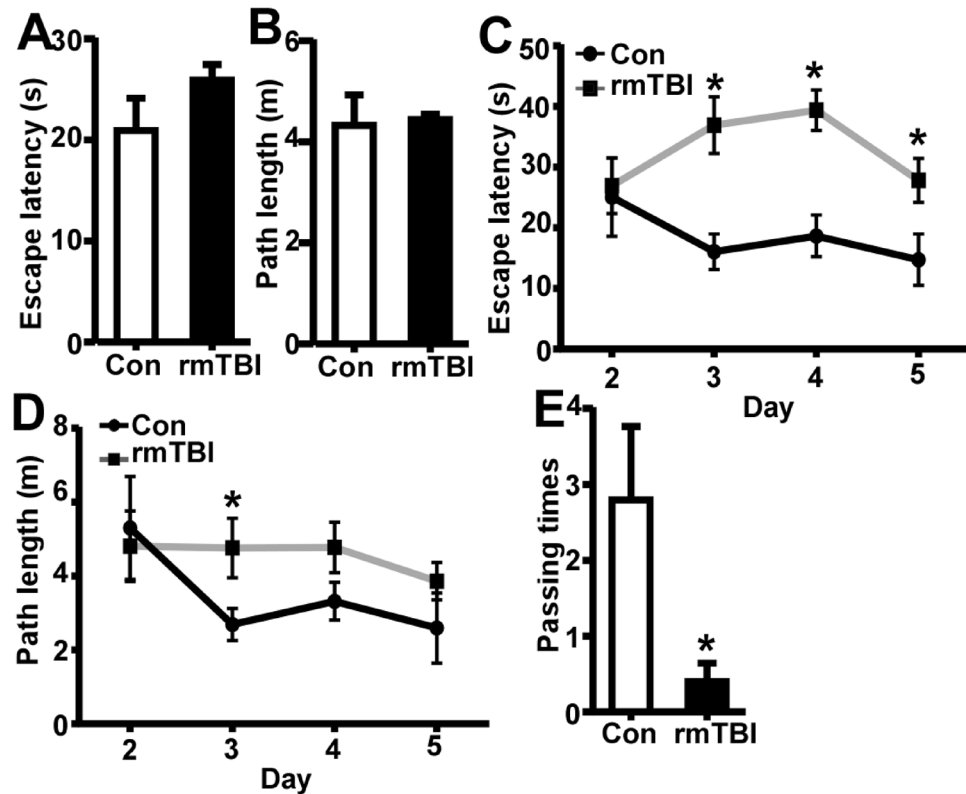 A
Escape latency (s)
30
20
10
0
Con
rmTBI
B
Path length (m)
6
4
2
0
Con
rmTBI
C
Escape latency (s)
50
40
30
20
10
0
Con
rmTBI
*
*
*
2
3
4
5
Day
D
Path length (m)
8
6
4
2
0
Con
rmTBI
*
2
3
4
5
Day
E
Passing times
4
3
2
1
0
*
Con
rmTBI